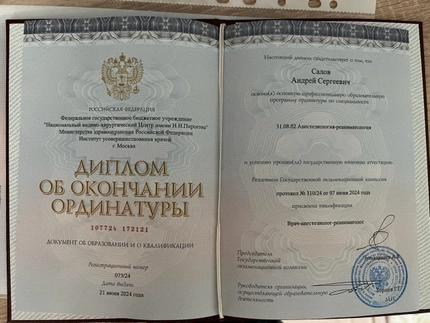 РОССИЙСКАЯ ФЕДЕРАЦИЯ
Федеральное государственное бюджетное учреждение
"Национальный медико-хирургический Центр имени Н.И.Пирогова"
Министерства здравоохранения Российской Федерации
Институт усовершенствования врачей
г. Москва
ДИПЛОМ
ОБ ОКОНЧАНИИ
ОРДИНАТУРЫ
107724 172121
ДОКУМЕНТ ОБ ОБРАЗОВАНИИ И О КВАЛИФИКАЦИИ
Регистрационный номер
073/24
Дата выдачи
21 июня 2024 года
Настоящий диплом свидетельствует о том, что
Салов
Андрей Сергеевич
освоил(а) основную профессиональную образовательную
программу ординатуры по специальности
31.08.02 Анестезиология-реаниматология
и успешно прошел(а) государственную итоговую аттестацию
Решением Государственной экзаменационной комиссии
протокол № 310/24 от 07 июня 2024 года
присвоена квалификация
Врач-анестезиолог-реаниматолог
Председатель
Государственной
экзаменационной комиссии
Руководитель организации,
осуществляющей образовательную
деятельность
М.П.